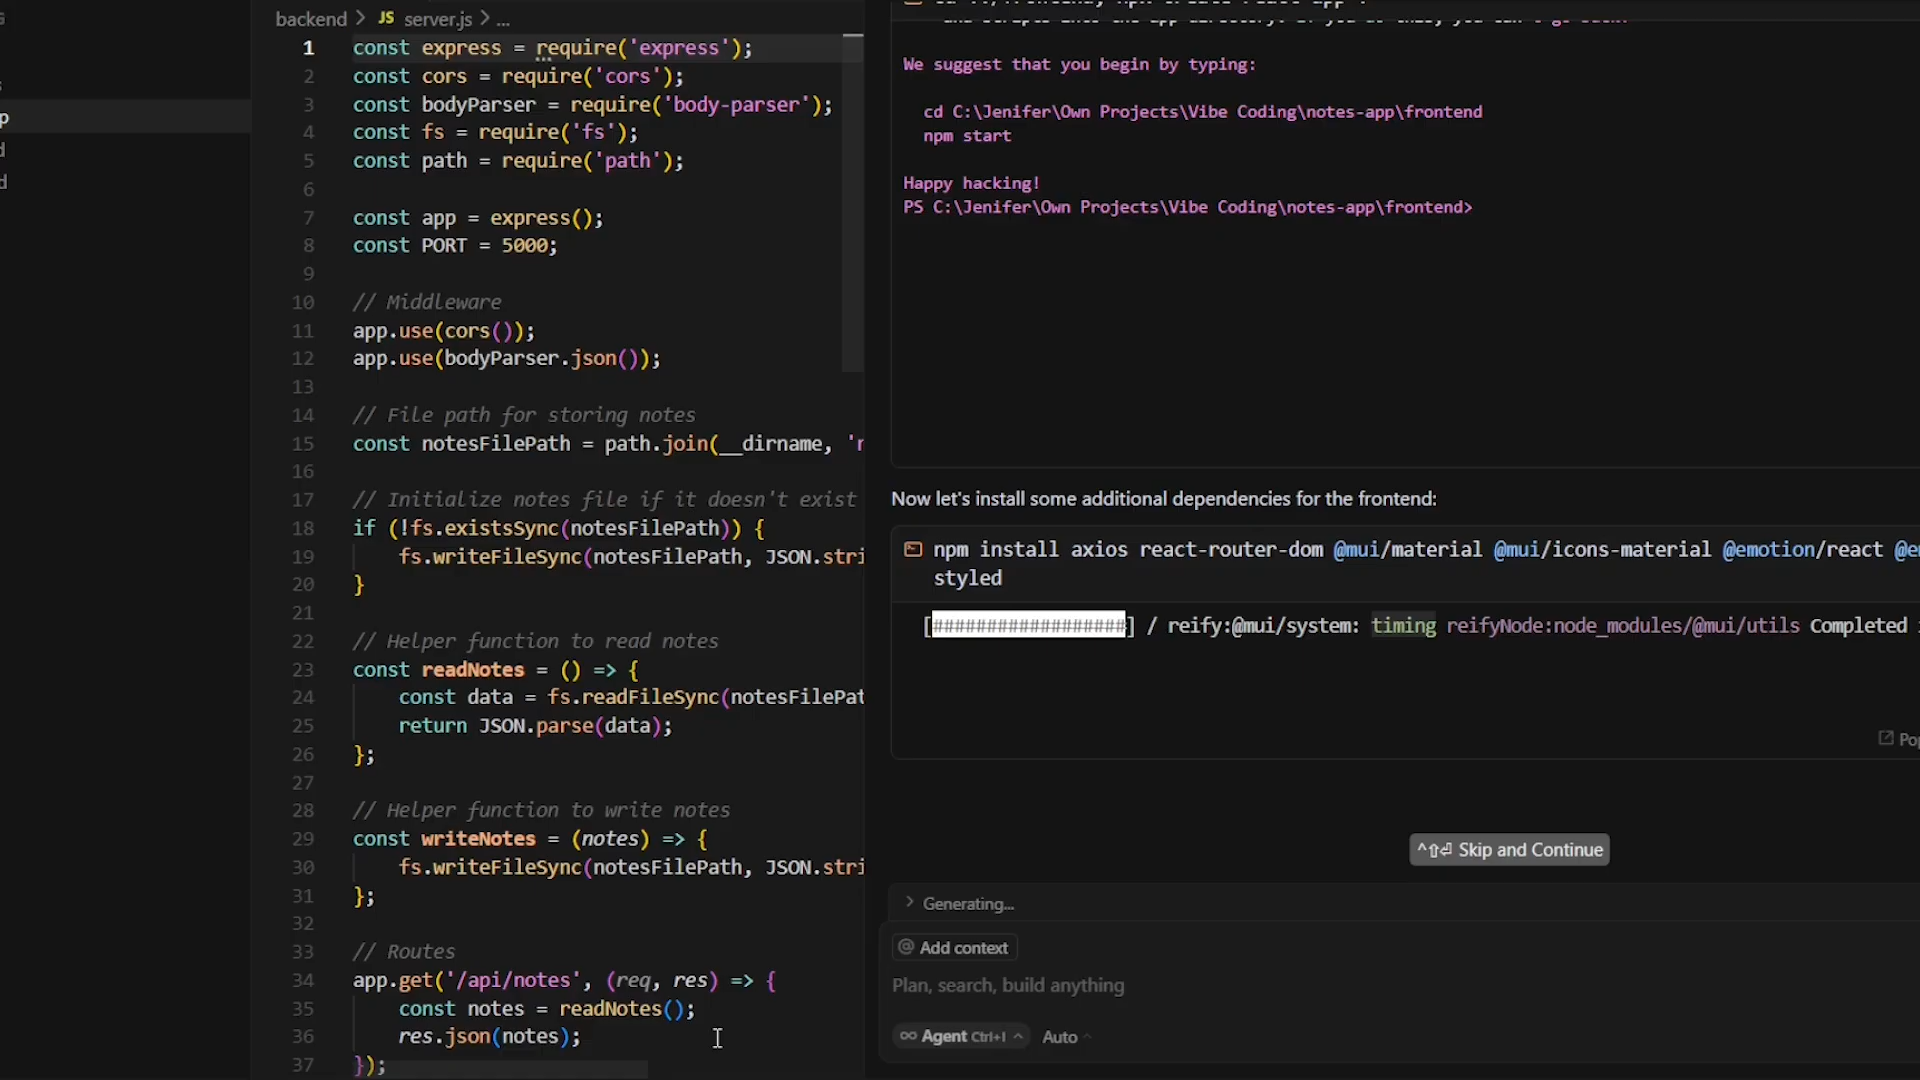 backend > JS server.js > ...
1 const express = require('express');
2 const cors = require('cors');
3 const bodyParser = require('body-parser');
4 const fs = require('fs');
5 const path = require('path');
6
7 const app = express();
8 const PORT = 5000;
9
10 // Middleware
11 app.use(cors());
12 app.use(bodyParser.json());
13
14 // File path for storing notes
15 const notesFilePath = path.join(__dirname, '
16
17 // Initialize notes file if it doesn't exist
18 if (!fs.existsSync(notesFilePath)) {
19 fs.writeFileSync(notesFilePath, JSON.stri
20 }
21
22 // Helper function to read notes
23 const readNotes = () => {
24 const data = fs.readFileSync(notesFilePat
25 return JSON.parse(data);
26 };
27
28 // Helper function to write notes
29 const writeNotes = (notes) => {
30 fs.writeFileSync(notesFilePath, JSON.stri
31 };
32
33 // Routes
34 app.get('/api/notes', (req, res) => {
35 const notes = readNotes();
36 res.json(notes);
37 });
We suggest that you begin by typing:
cd C:\Jenifer\Own Projects\Vibe Coding\notes-app\frontend
npm start
Happy hacking!
PS C:\Jenifer\Own Projects\Vibe Coding\notes-app\frontend>
Now let's install some additional dependencies for the frontend:
npm install axios react-router-dom @mui/material @mui/icons-material @emotion/react @e
styled
[##################] / reify:@mui/system: timing reifyNode:node_modules/@mui/utils Completed
Po
^⇧⏎ Skip and Continue
> Generating...
@ Add context
Plan, search, build anything
∞ Agent Ctrl+I ^ Auto ^